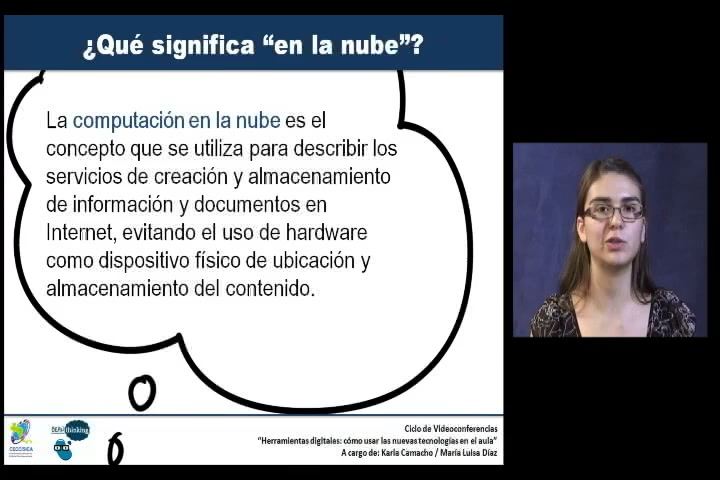 ¿Qué significa “en la nube”?
La computación en la nube es el
concepto que se utiliza para describir los
servicios de creación y almacenamiento
de información y documentos en
Internet, evitando el uso de hardware
como dispositivo físico de ubicación y
almacenamiento del contenido.
Ciclo de Videoconferencias
“Herramientas digitales: cómo usar las nuevas tecnologías en el aula”
A cargo de: Karla Camacho / María Luisa Díaz
thinking